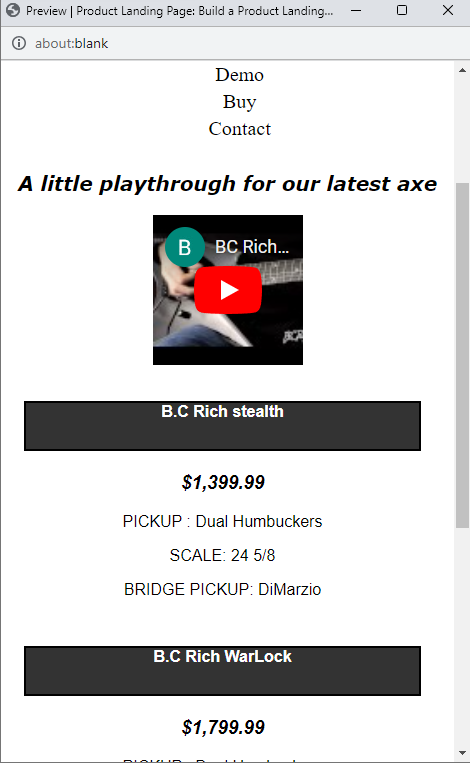 Preview | Product Landing Page: Build a Product Landing...
about:blank
Demo
Buy
Contact
A little playthrough for our latest axe
B BC Rich...
B.C Rich stealth
$1,399.99
PICKUP : Dual Humbuckers
SCALE: 24 5/8
BRIDGE PICKUP: DiMarzio
B.C Rich WarLock
$1,799.99